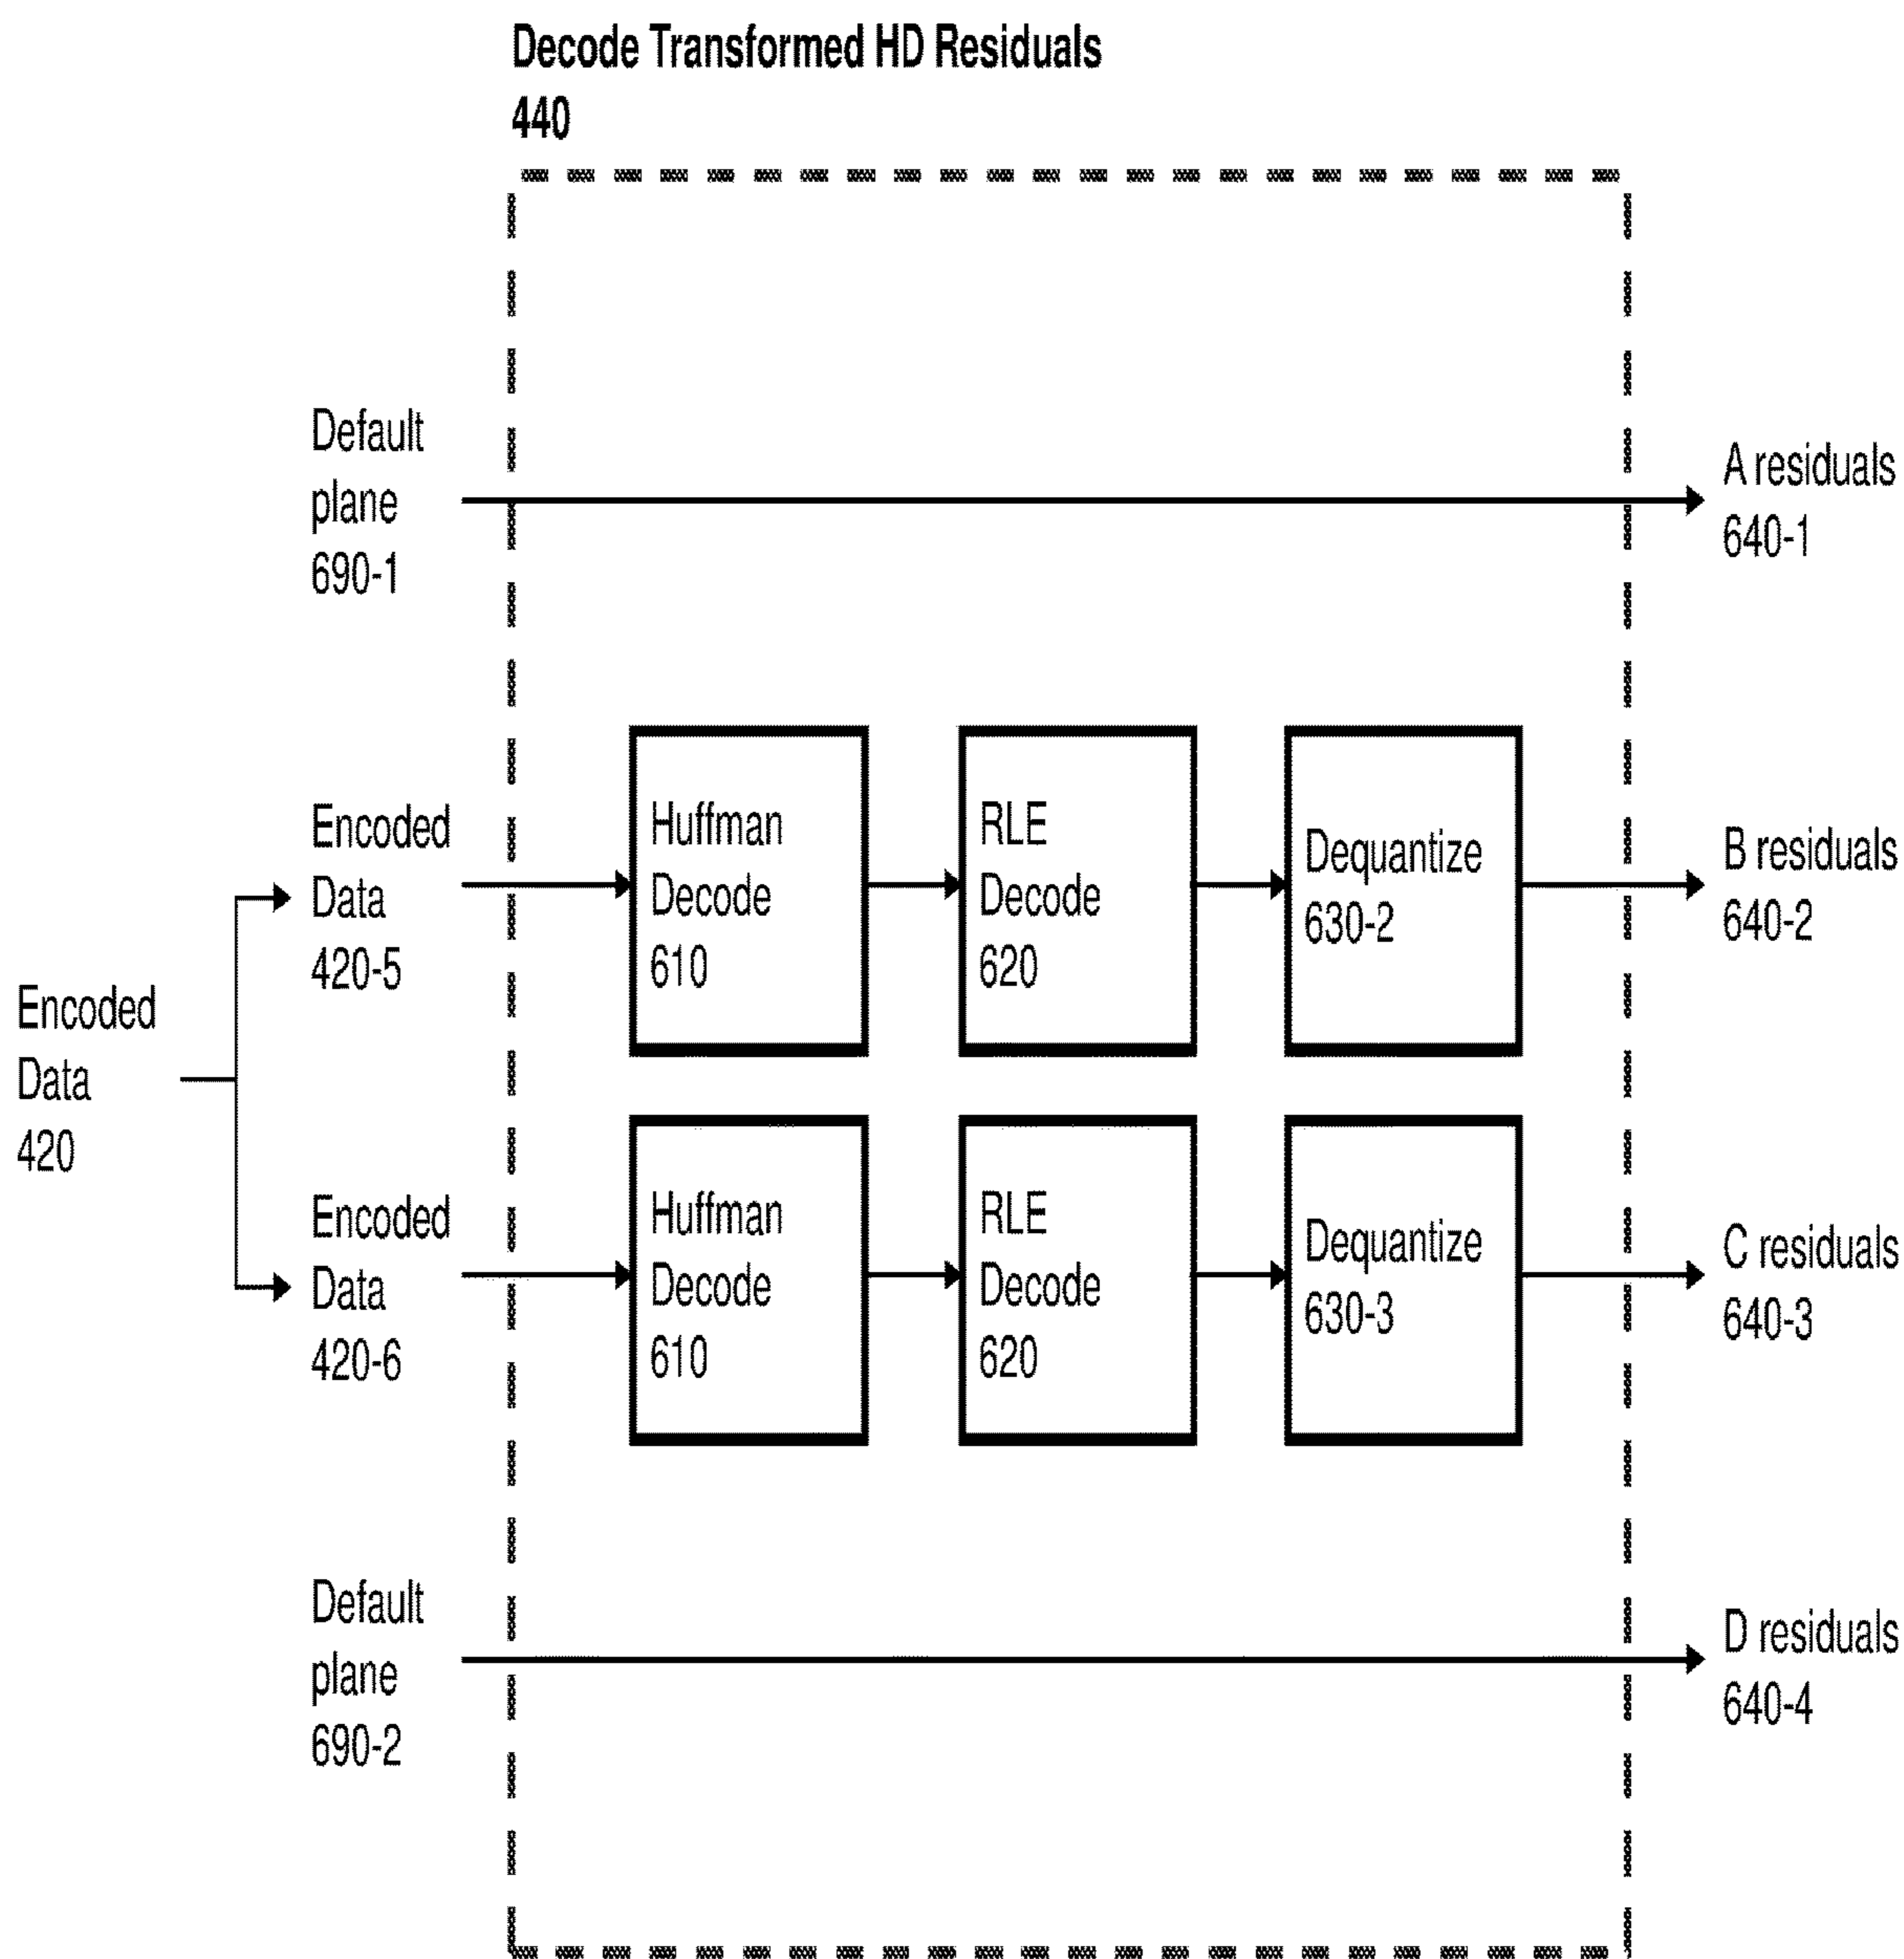 Decode Transformed HD Residuals
440
Default
plane
690-1
A residuals
640-1
Encoded
Data
420
Encoded
Data
420-5
Huffman
Decode
610
RLE
Decode
620
Dequantize
630-2
B residuals
640-2
Encoded
Data
420-6
Huffman
Decode
610
RLE
Decode
620
Dequantize
630-3
C residuals
640-3
Default
plane
690-2
D residuals
640-4